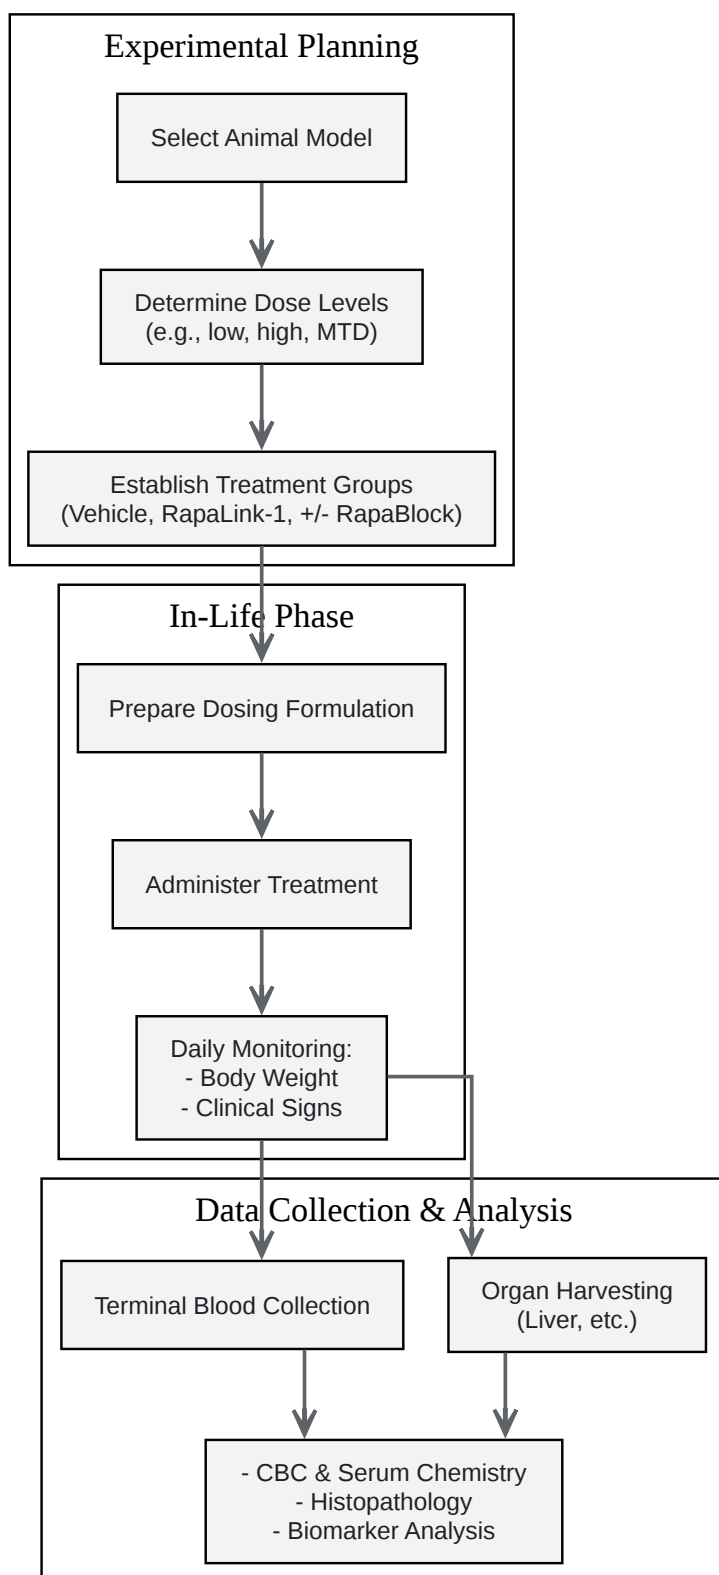 Experimental Planning
Select Animal Model
Determine Dose Levels
(e.g., low, high, MTD)
Establish Treatment Groups
(Vehicle, RapaLink-1, +/- RapaBlock)
In-Life Phase
Prepare Dosing Formulation
Administer Treatment
Daily Monitoring:
- Body Weight
- Clinical Signs
Data Collection & Analysis
Terminal Blood Collection
Organ Harvesting
(Liver, etc.)
- CBC & Serum Chemistry
- Histopathology
- Biomarker Analysis